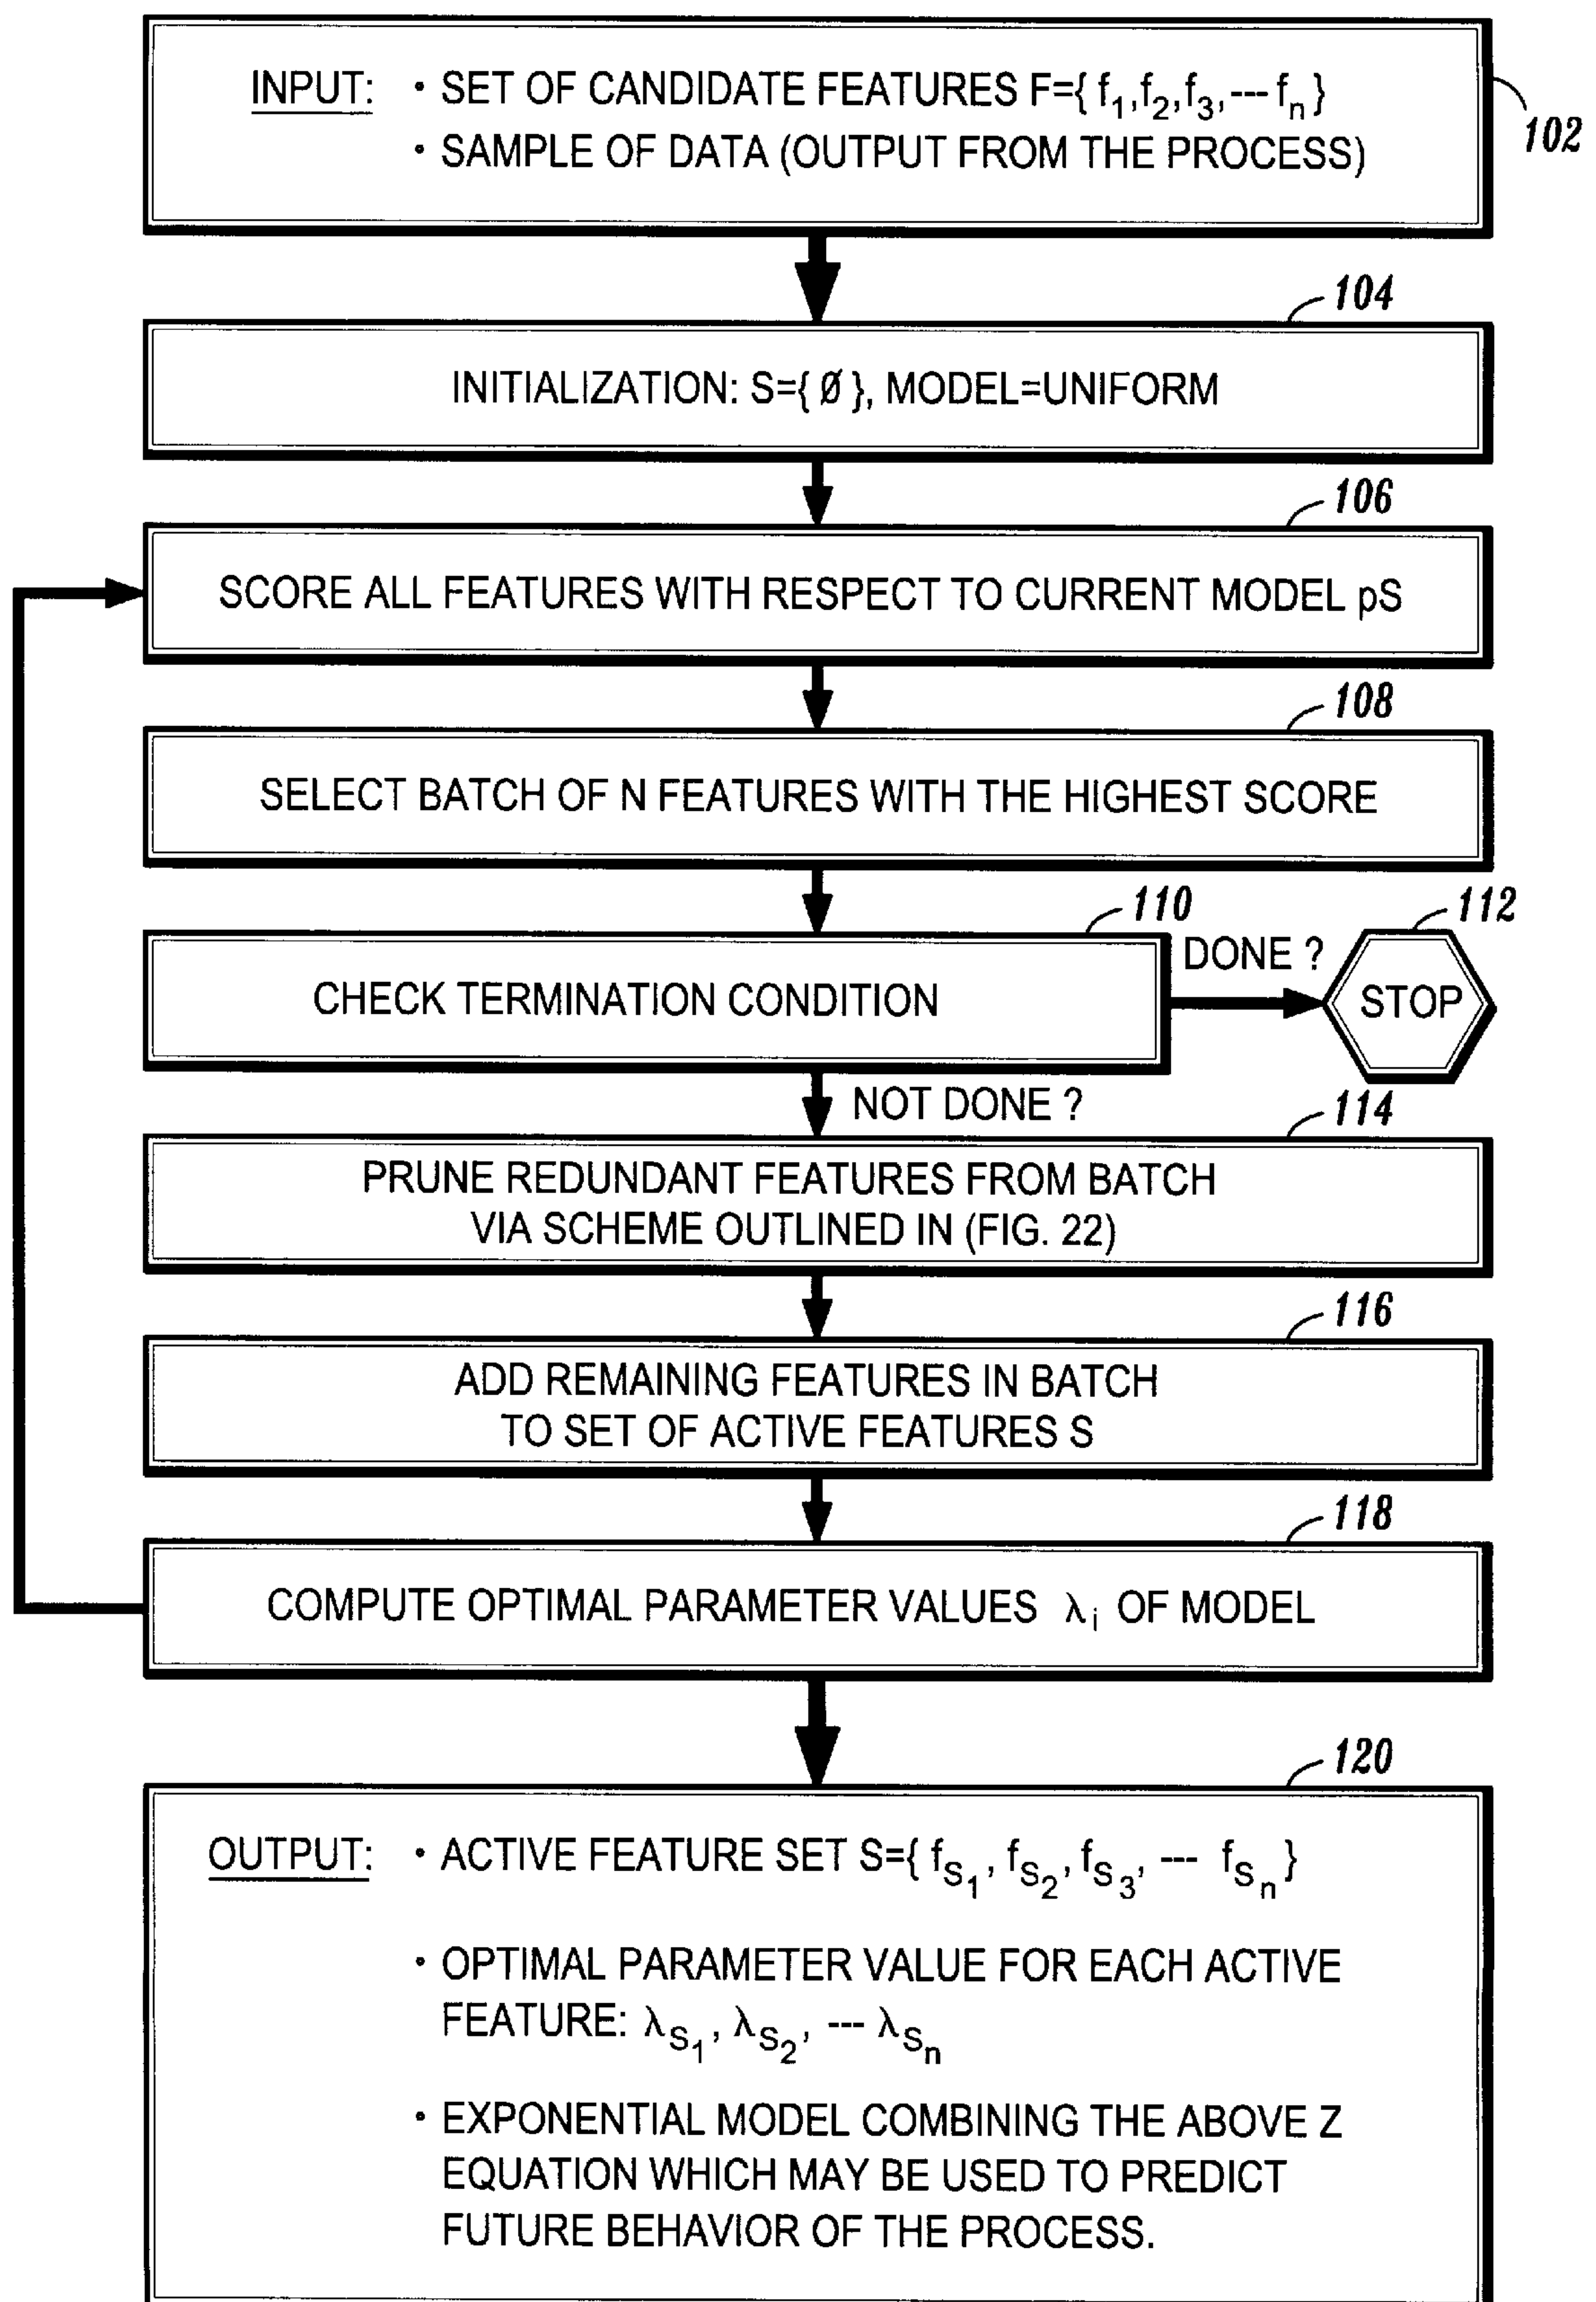 INPUT: • SET OF CANDIDATE FEATURES F={ f1,f2,f3,--- fn }
• SAMPLE OF DATA (OUTPUT FROM THE PROCESS)
102
104
INITIALIZATION: S={ Ø }, MODEL=UNIFORM
106
SCORE ALL FEATURES WITH RESPECT TO CURRENT MODEL pS
108
SELECT BATCH OF N FEATURES WITH THE HIGHEST SCORE
110
CHECK TERMINATION CONDITION
DONE ?
112
STOP
NOT DONE ?
114
PRUNE REDUNDANT FEATURES FROM BATCH
VIA SCHEME OUTLINED IN (FIG. 22)
116
ADD REMAINING FEATURES IN BATCH
TO SET OF ACTIVE FEATURES S
118
COMPUTE OPTIMAL PARAMETER VALUES λi OF MODEL
120
OUTPUT: • ACTIVE FEATURE SET S={ fS1, fS2, fS3, --- fSn }
• OPTIMAL PARAMETER VALUE FOR EACH ACTIVE
FEATURE: λS1, λS2, --- λSn
• EXPONENTIAL MODEL COMBINING THE ABOVE Z
EQUATION WHICH MAY BE USED TO PREDICT
FUTURE BEHAVIOR OF THE PROCESS.